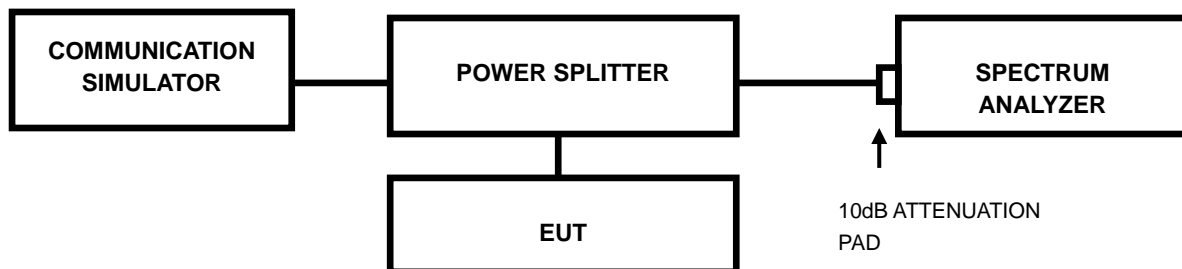 COMMUNICATION
SIMULATOR
POWER SPLITTER
SPECTRUM
ANALYZER
EUT
10dB ATTENUATION
PAD